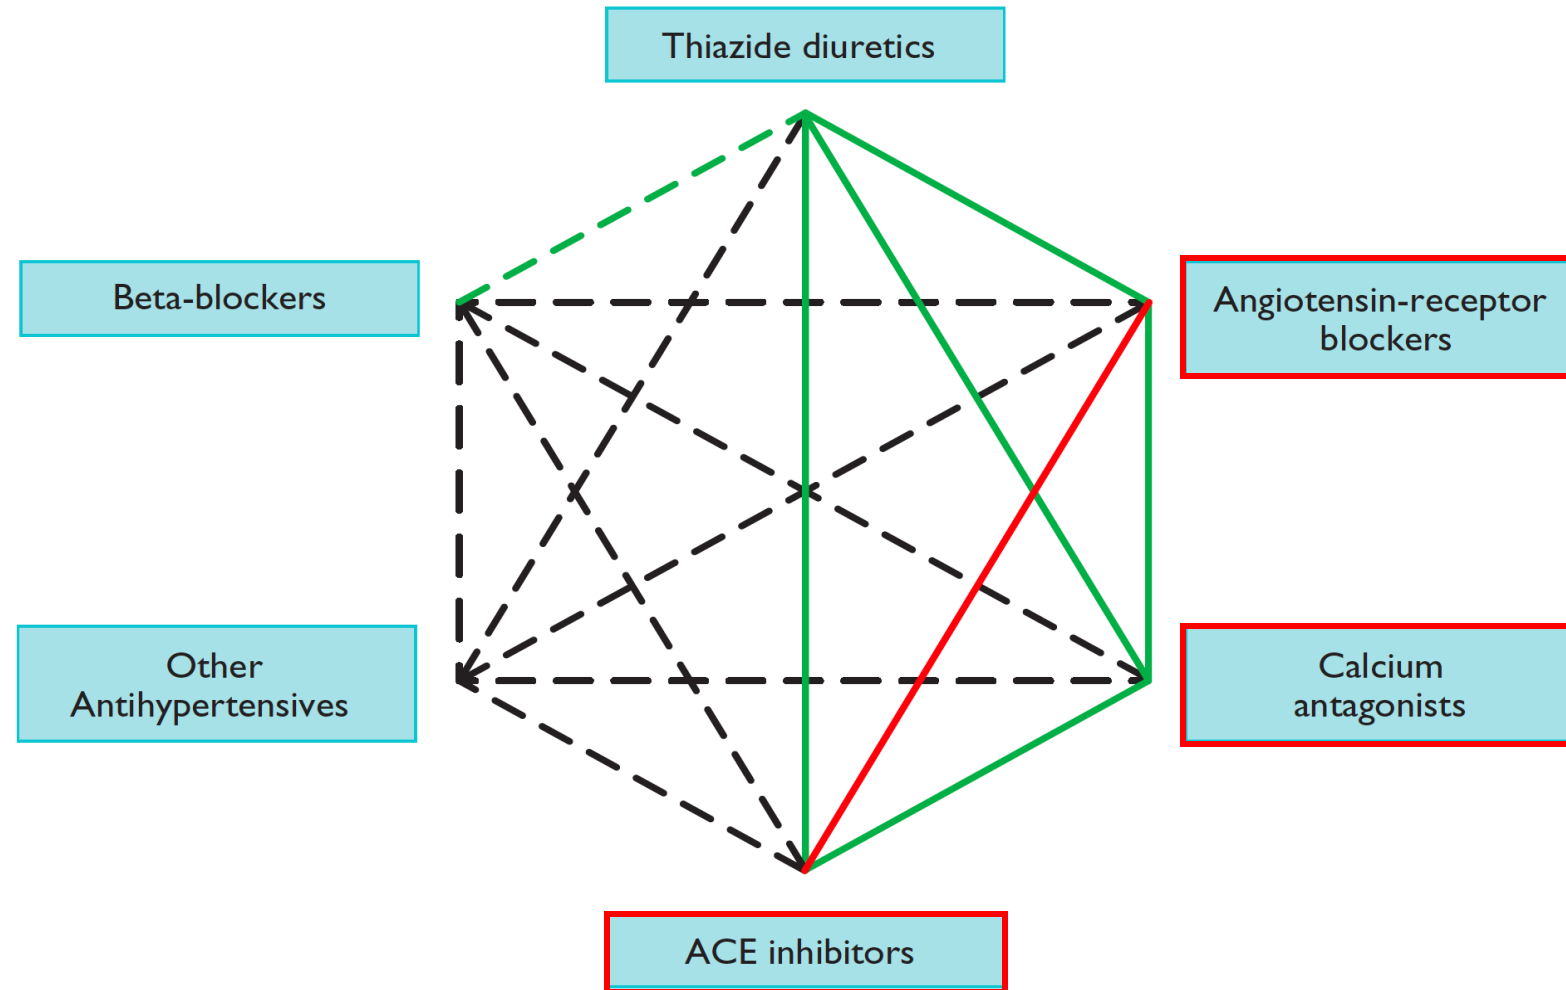 Thiazide diuretics
Beta-blockers
Angiotensin-receptor
blockers
Other
Antihypertensives
Calcium
antagonists
ACE inhibitors